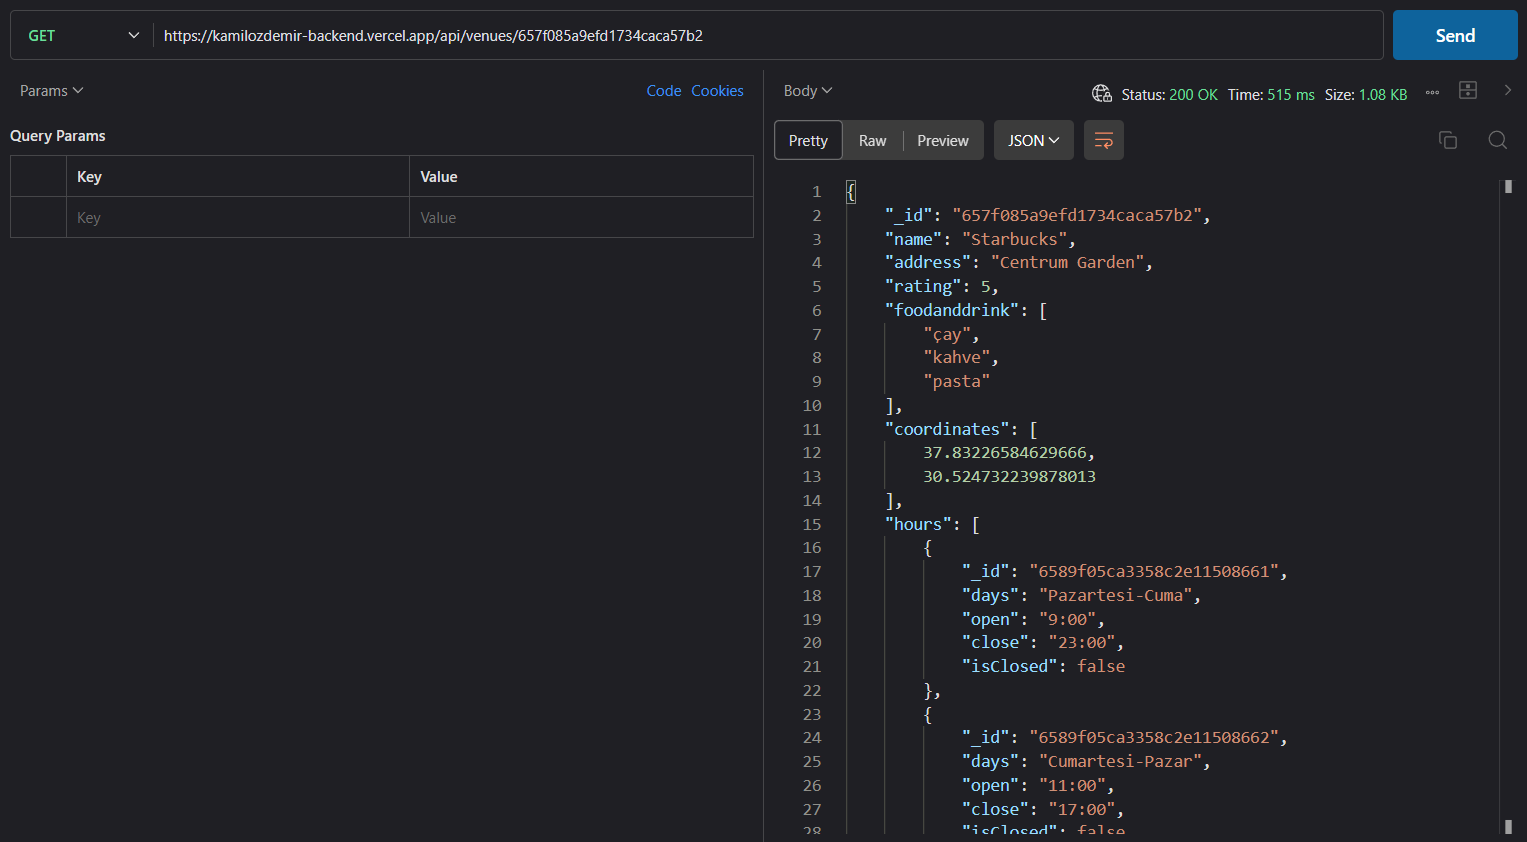 GET
https://kamilozdemir-backend.vercel.app/api/venues/657f085a9efd1734caca57b2
Send
Params
Code Cookies
Query Params
Key Value
Key Value
Body
Status: 200 OK Time: 515 ms Size: 1.08 KB
Pretty Raw Preview JSON
1 {
2 "_id": "657f085a9efd1734caca57b2",
3 "name": "Starbucks",
4 "address": "Centrum Garden",
5 "rating": 5,
6 "foodanddrink": [
7 "çay",
8 "kahve",
9 "pasta"
10 ],
11 "coordinates": [
12 37.83226584629666,
13 30.524732239878013
14 ],
15 "hours": [
16 {
17 "_id": "6589f05ca3358c2e11508661",
18 "days": "Pazartesi-Cuma",
19 "open": "9:00",
20 "close": "23:00",
21 "isClosed": false
22 },
23 {
24 "_id": "6589f05ca3358c2e11508662",
25 "days": "Cumartesi-Pazar",
26 "open": "11:00",
27 "close": "17:00",
28 "isClosed": false